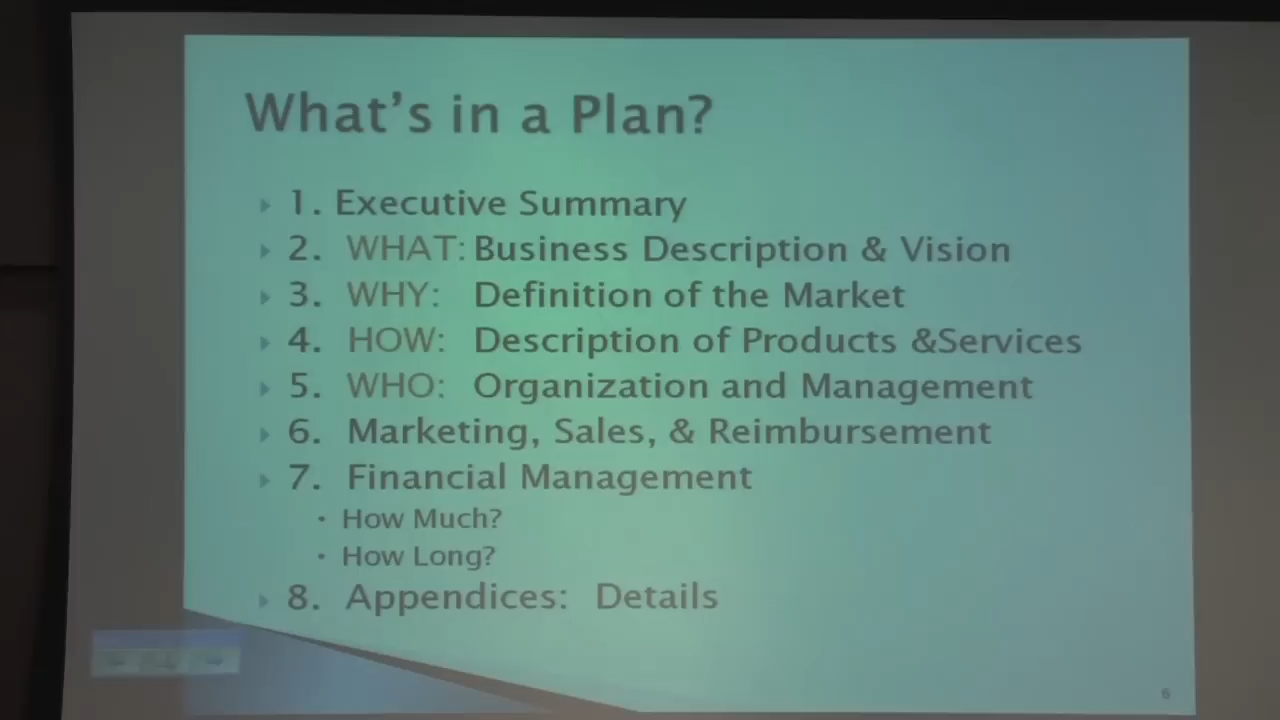 What's in a Plan?
1. Executive Summary
2. WHAT: Business Description & Vision
3. WHY: Definition of the Market
4. HOW: Description of Products &Services
5. WHO: Organization and Management
6. Marketing, Sales, & Reimbursement
7. Financial Management
• How Much?
• How Long?
8. Appendices: Details
6